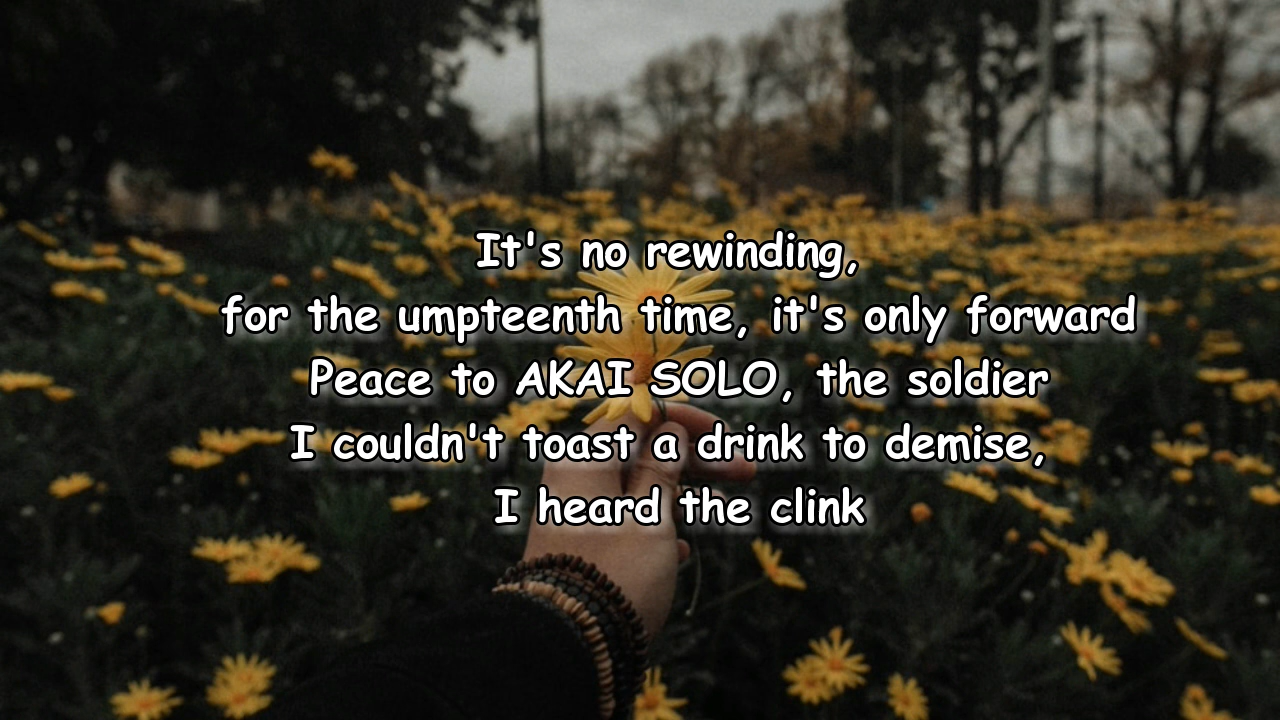 It's no rewinding,
for the umpteenth time, it's only forward
Peace to AKAI SOLO, the soldier
I couldn't toast a drink to demise,
I heard the clink